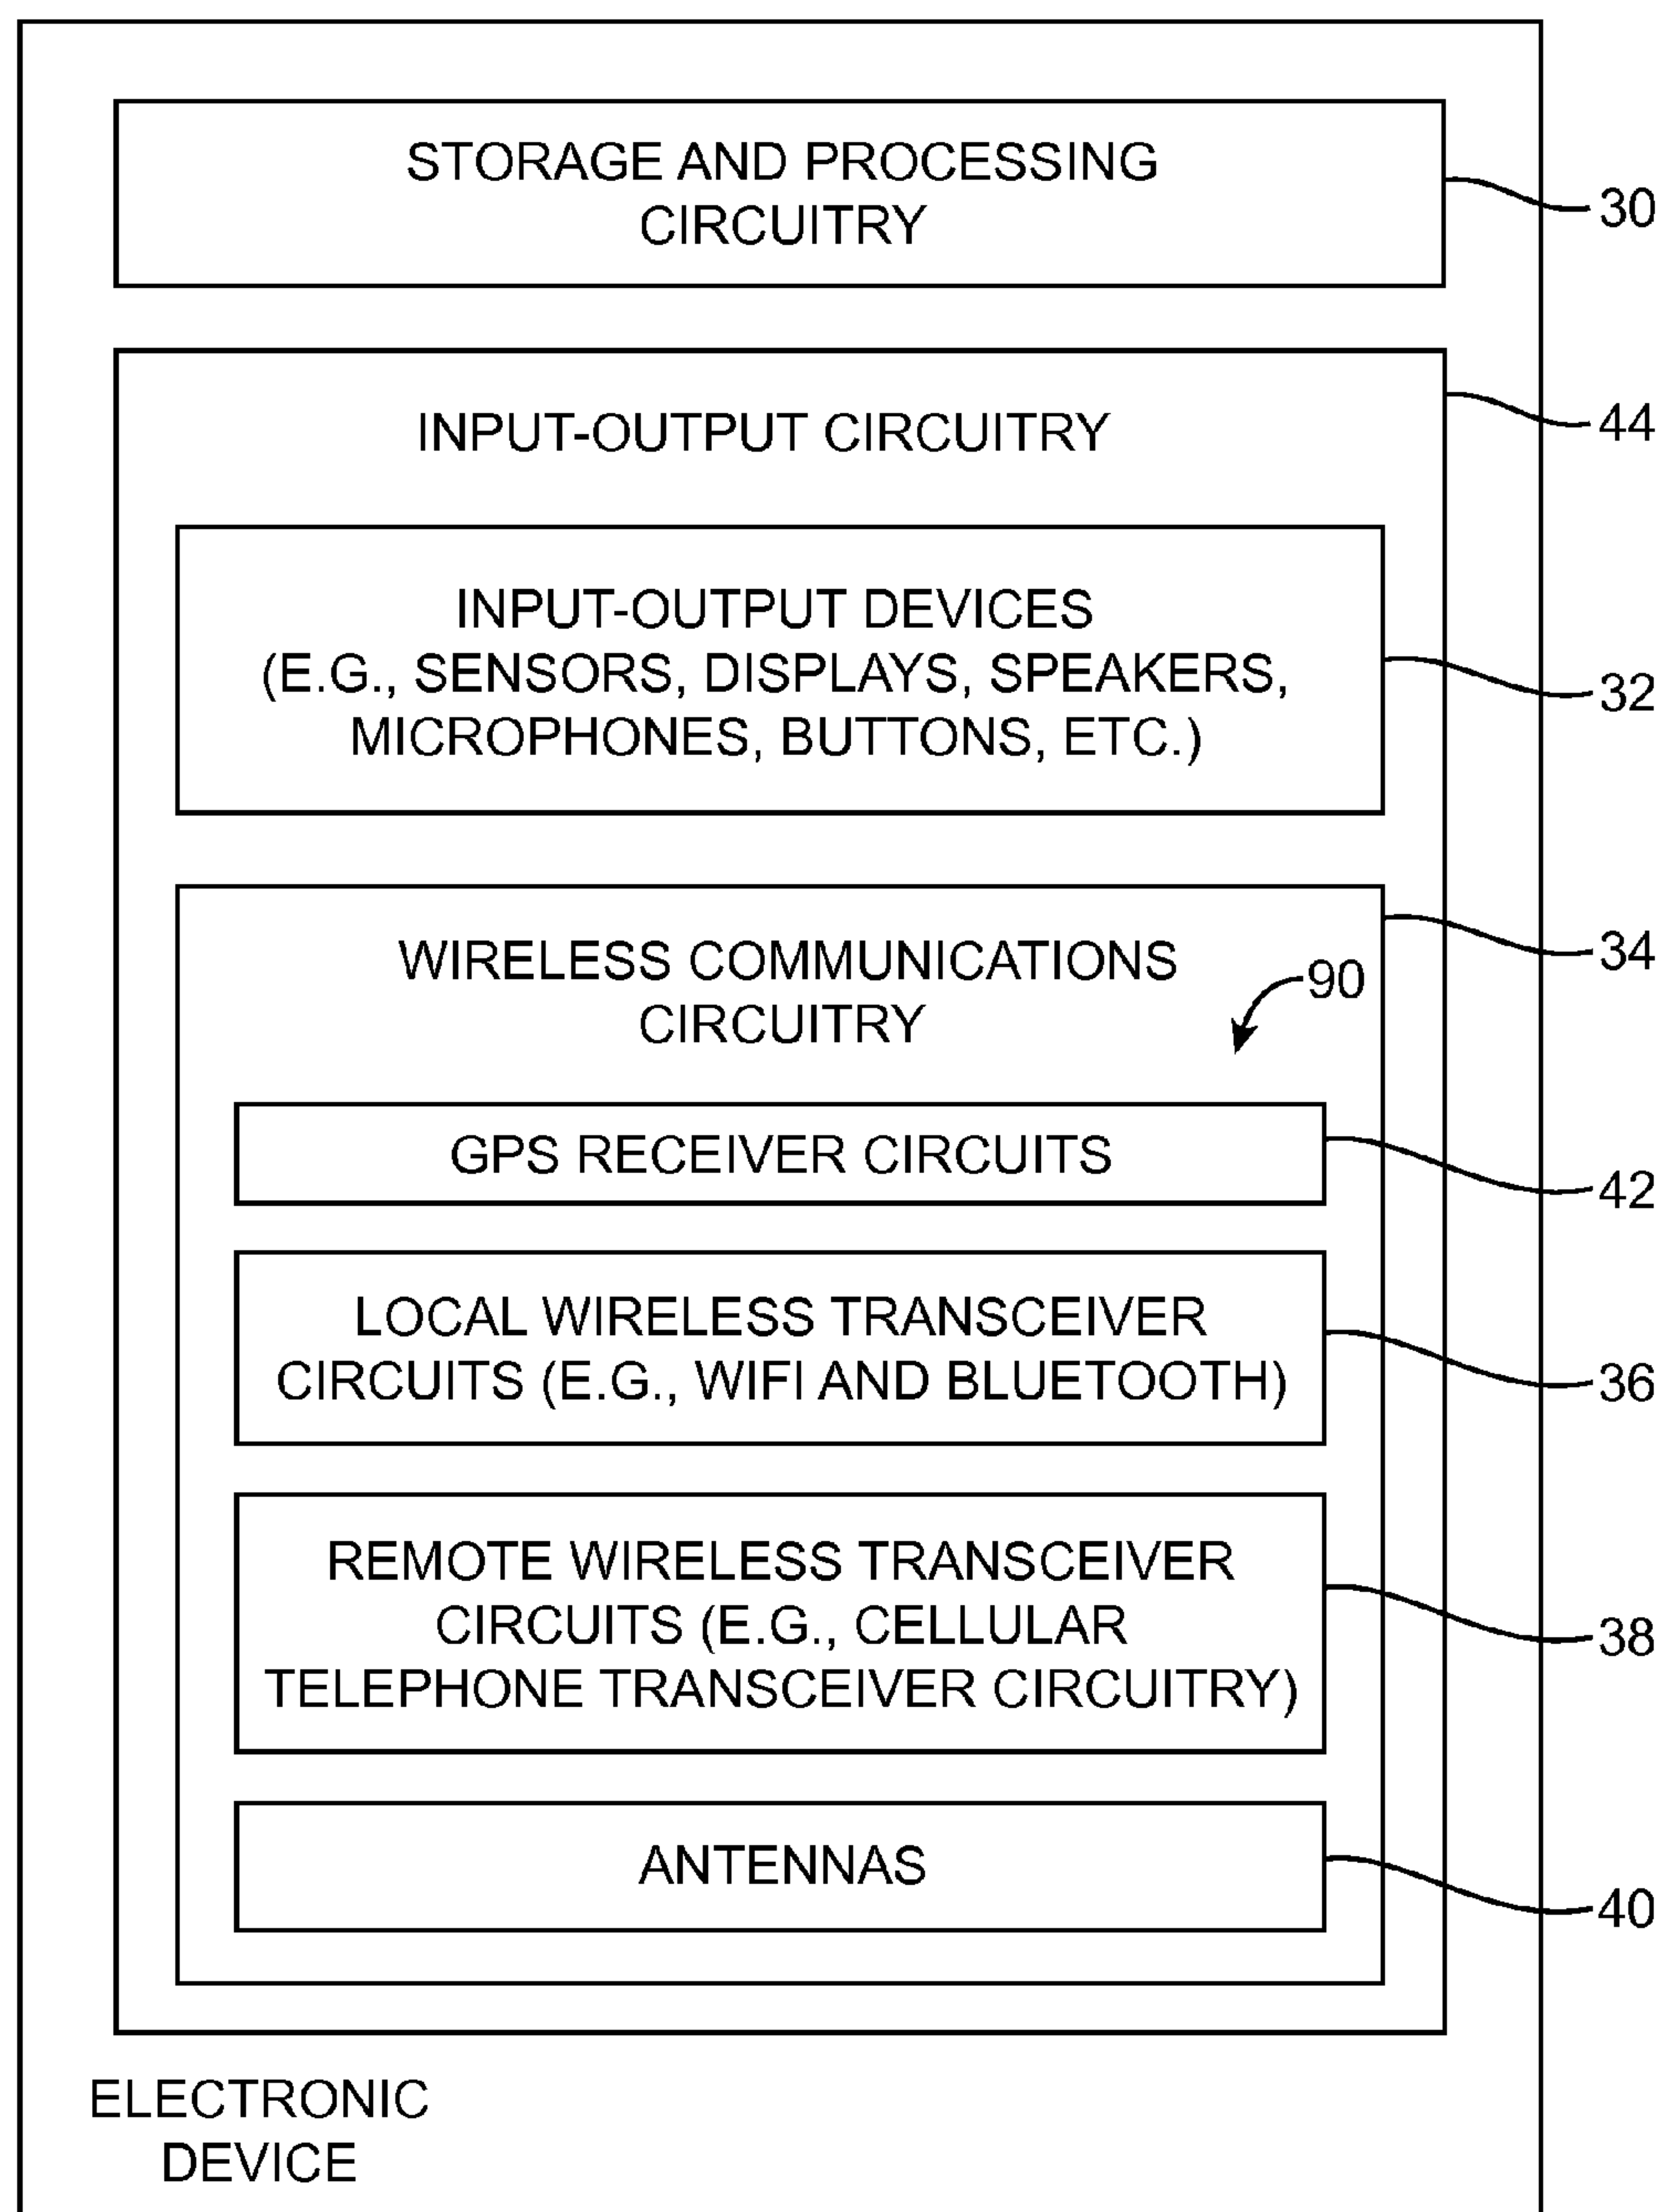 STORAGE AND PROCESSING
CIRCUITRY
30
INPUT-OUTPUT CIRCUITRY
44
INPUT-OUTPUT DEVICES
(E.G., SENSORS, DISPLAYS, SPEAKERS,
MICROPHONES, BUTTONS, ETC.)
32
WIRELESS COMMUNICATIONS
CIRCUITRY
34
90
GPS RECEIVER CIRCUITS
42
LOCAL WIRELESS TRANSCEIVER
CIRCUITS (E.G., WIFI AND BLUETOOTH)
36
REMOTE WIRELESS TRANSCEIVER
CIRCUITS (E.G., CELLULAR
TELEPHONE TRANSCEIVER CIRCUITRY)
38
ANTENNAS
40
ELECTRONIC
DEVICE